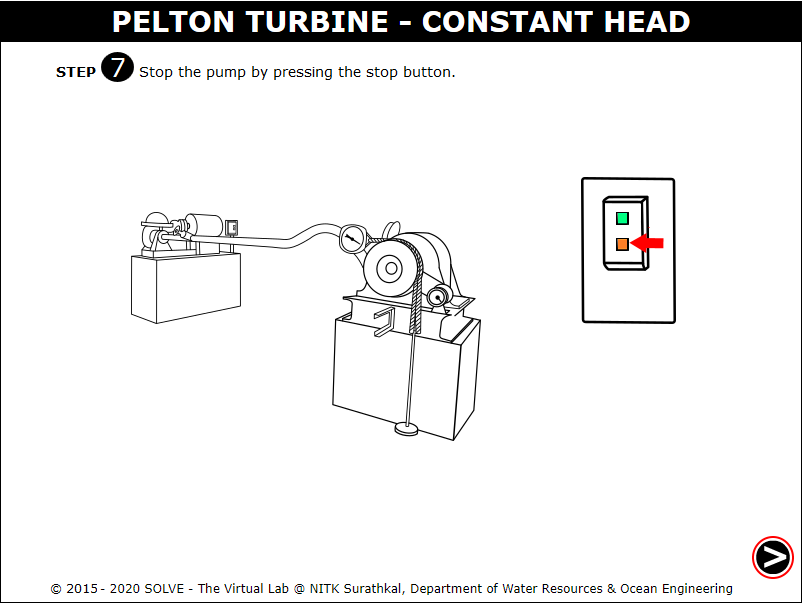 PELTON TURBINE - CONSTANT HEAD
STEP 7 Stop the pump by pressing the stop button.
© 2015 - 2020 SOLVE - The Virtual Lab @ NITK Surathkal, Department of Water Resources & Ocean Engineering